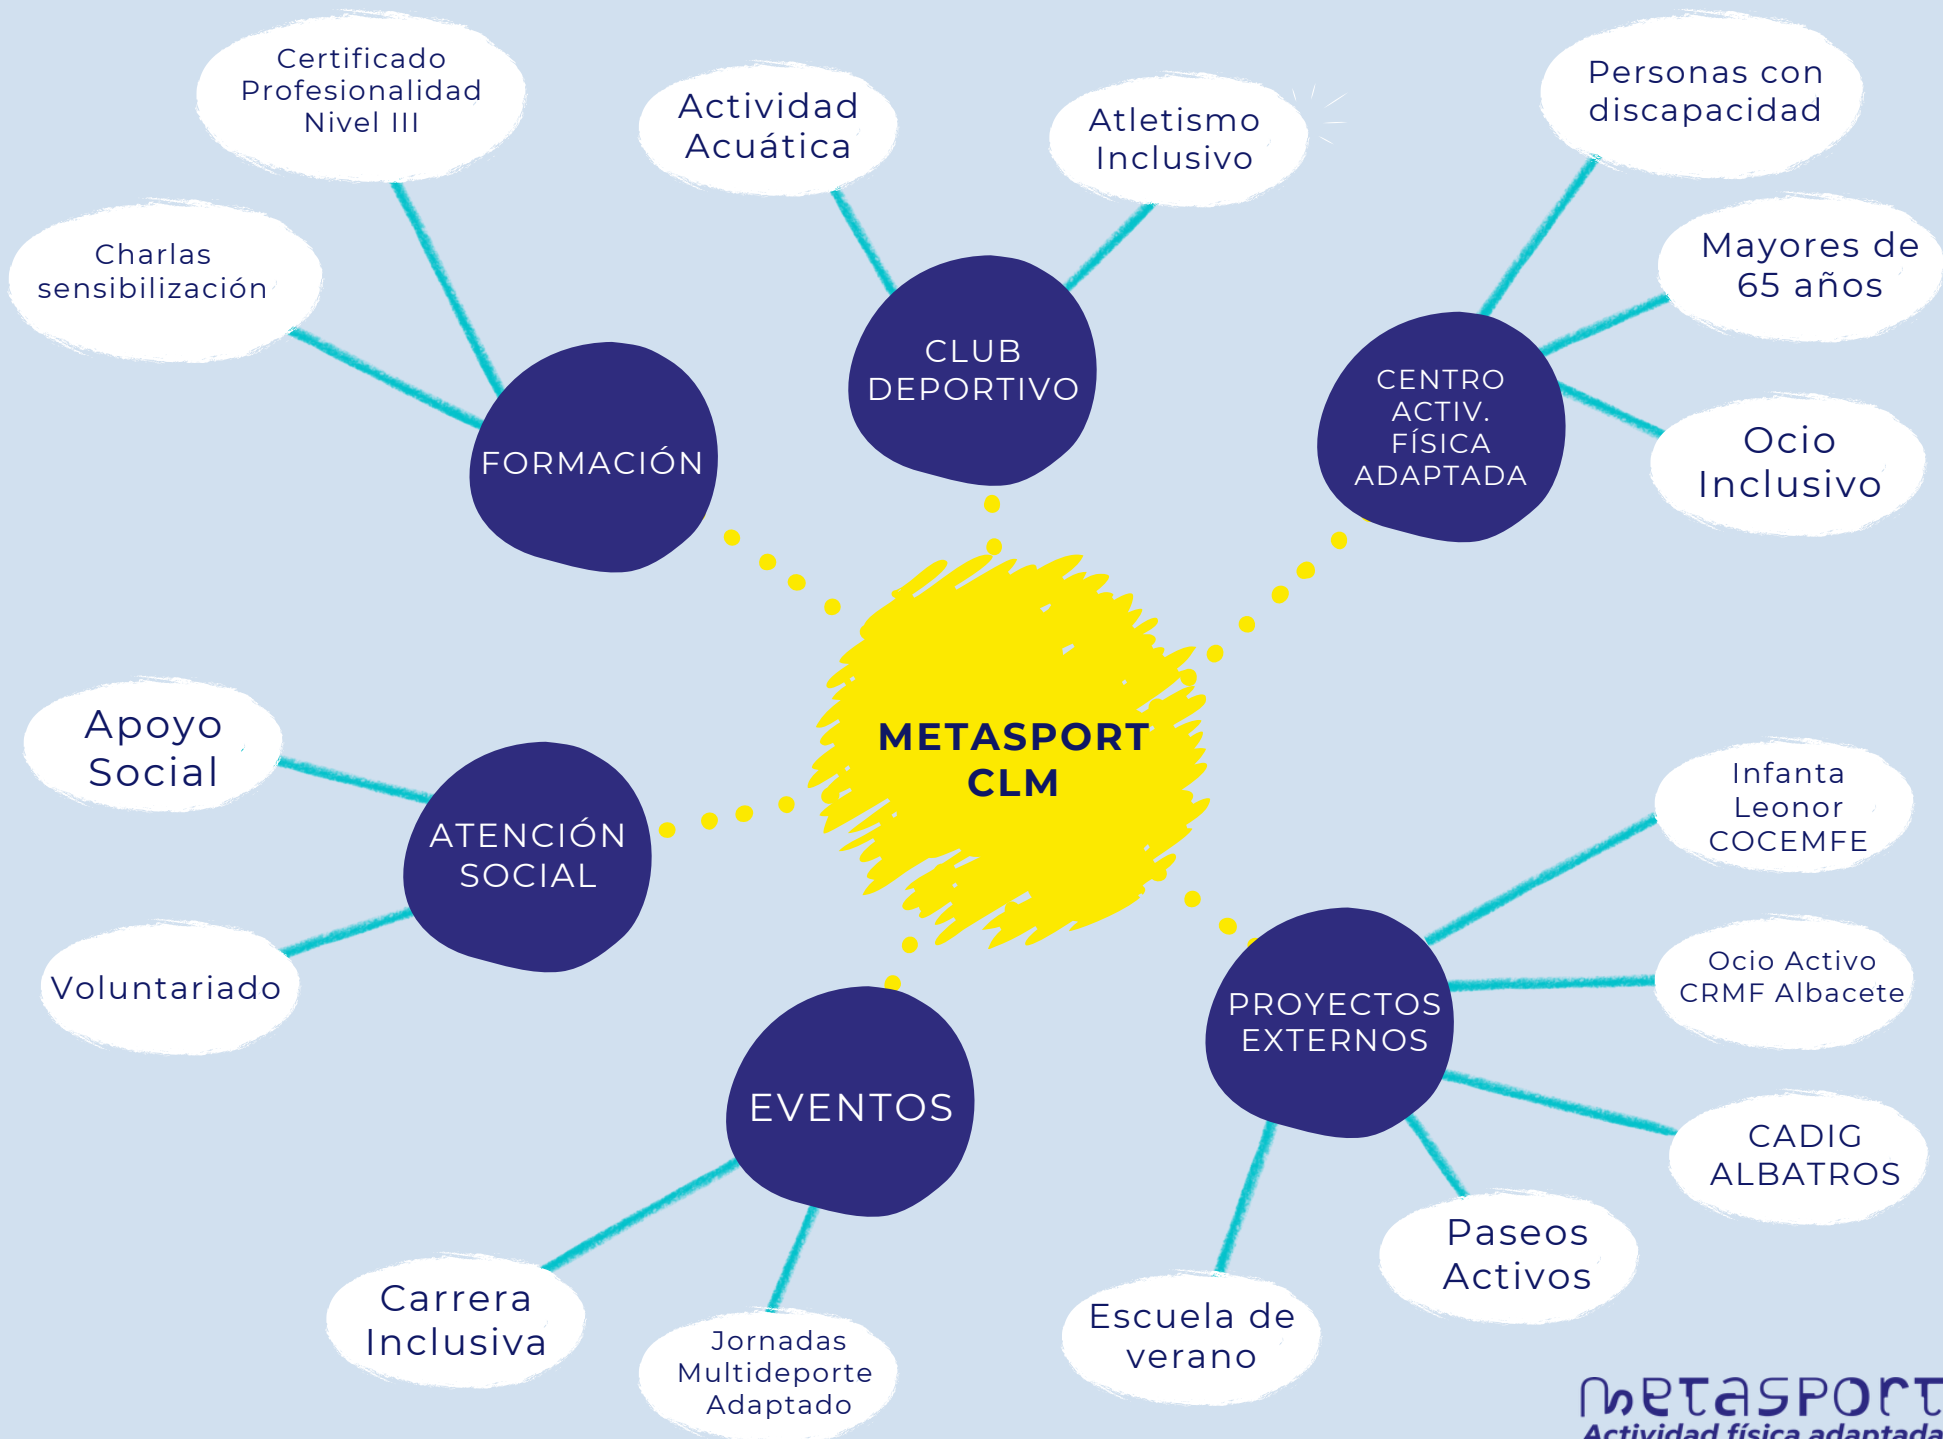 Certificado
Profesionalidad
Nivel III
Charlas
sensibilización
FORMACIÓN
Actividad
Acuática
Atletismo
Inclusivo
CLUB
DEPORTIVO
Personas con
discapacidad
Mayores de
65 años
Ocio
Inclusivo
CENTRO
ACTIV.
FÍSICA
ADAPTADA
METASPORT
CLM
Apoyo
Social
ATENCIÓN
SOCIAL
Voluntariado
EVENTOS
Carrera
Inclusiva
Jornadas
Multideporte
Adaptado
PROYECTOS
EXTERNOS
Infanta
Leonor
COCEMFE
Ocio Activo
CRMF Albacete
CADIG
ALBATROS
Paseos
Activos
Escuela de
verano
METASPORT
Actividad física adaptada